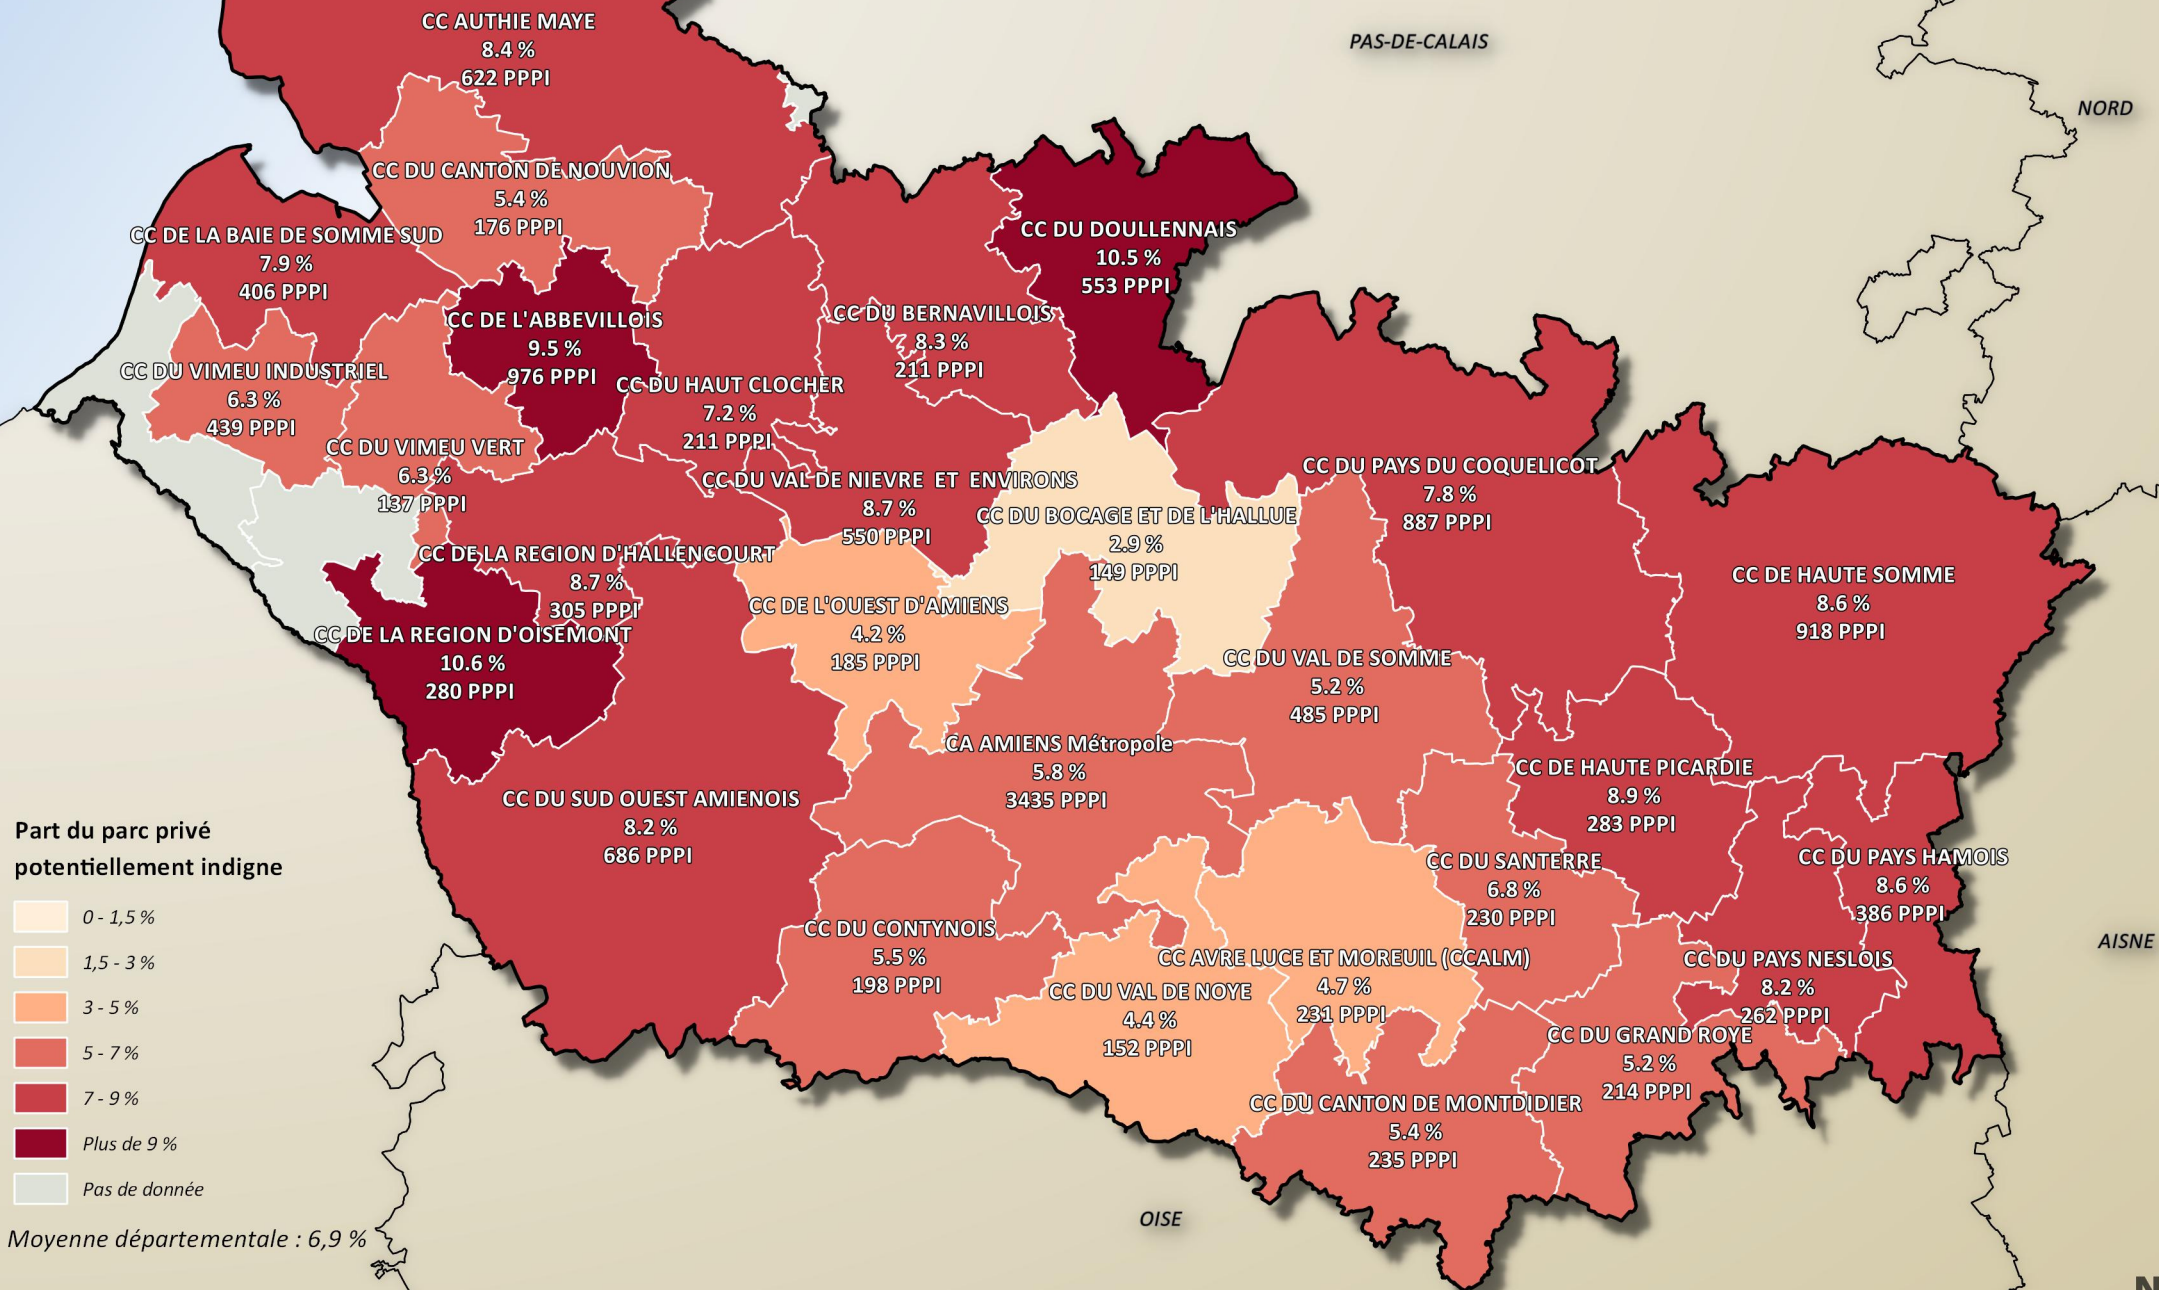 CC AUTHIE MAYE
8.4 %
622 PPPI
PAS-DE-CALAIS
NORD
CC DU CANTON DE NOUVION
5.4 %
176 PPPI
CC DE LA BAIE DE SOMME SUD
7.9 %
406 PPPI
CC DU DOULLENNAIS
10.5 %
553 PPPI
CC DE L'ABBEVILLOIS
9.5 %
976 PPPI
CC DU BERNAVILLOIS
8.3 %
211 PPPI
CC DU VIMEU INDUSTRIEL
6.3 %
439 PPPI
CC DU HAUT CLOCHER
7.2 %
211 PPPI
CC DU VIMEU VERT
6.3 %
137 PPPI
CC DU VAL DE NIEVRE ET ENVIRONS
8.7 %
550 PPPI
CC DU PAYS DU COQUELICOT
7.8 %
887 PPPI
CC DU BOCAGE ET DE L'HALLUE
2.9 %
149 PPPI
CC DE LA REGION D'HALLENCOURT
8.7 %
305 PPPI
CC DE HAUTE SOMME
8.6 %
918 PPPI
CC DE L'OUEST D'AMIENS
4.2 %
185 PPPI
CC DE LA REGION D'OISEMONT
10.6 %
280 PPPI
CC DU VAL DE SOMME
5.2 %
485 PPPI
CA AMIENS Métropole
5.8 %
3435 PPPI
CC DE HAUTE PICARDIE
8.9 %
283 PPPI
CC DU SUD OUEST AMIENOIS
8.2 %
686 PPPI
CC DU SANTERRE
6.8 %
230 PPPI
CC DU PAYS HAMOIS
8.6 %
386 PPPI
AISNE
CC DU CONTYNOIS
5.5 %
198 PPPI
CC AVRE LUCE ET MOREUIL (CCALM)
4.7 %
231 PPPI
CC DU PAYS NESLOIS
8.2 %
262 PPPI
CC DU VAL DE NOYE
4.4 %
152 PPPI
CC DU GRAND ROYE
5.2 %
214 PPPI
CC DU CANTON DE MONTDIDIER
5.4 %
235 PPPI
OISE
Part du parc privé
potentiellement indigne
0 - 1,5 %
1,5 - 3 %
3 - 5 %
5 - 7 %
7 - 9 %
Plus de 9 %
Pas de donnée
Moyenne départementale : 6,9 %